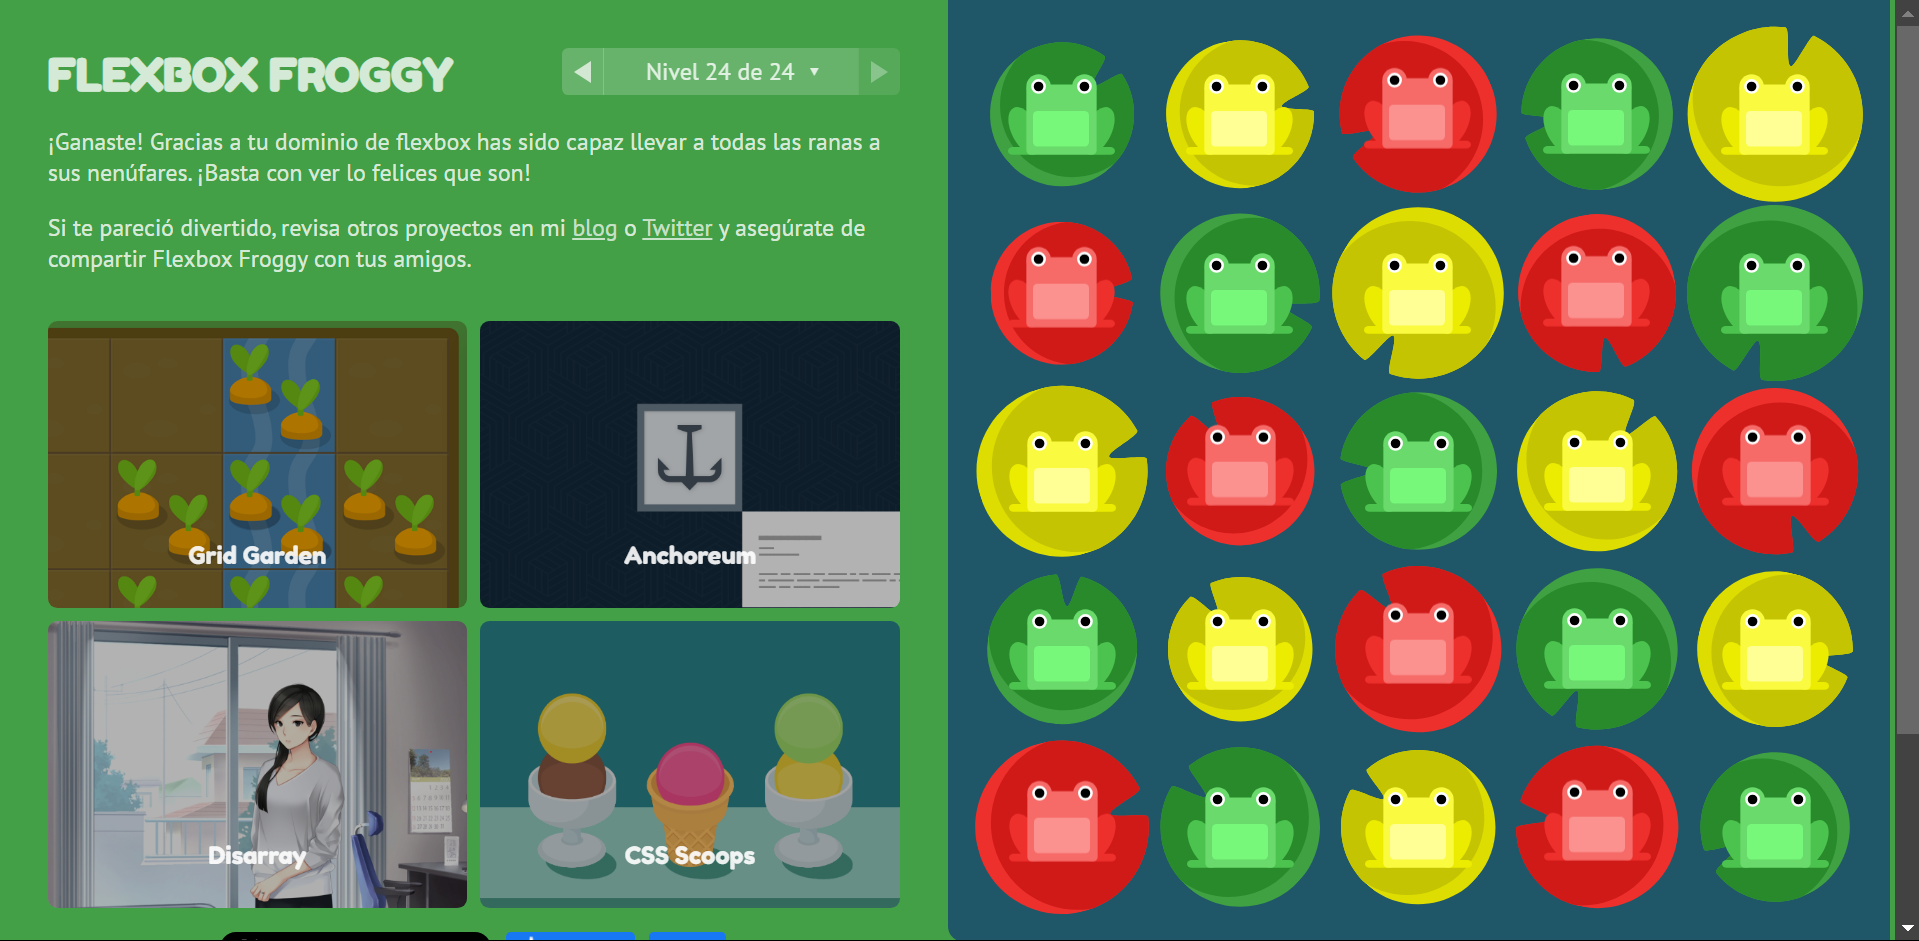 FLEXBOX FROGGY
Nivel 24 de 24
¡Ganaste! Gracias a tu dominio de flexbox has sido capaz llevar a todas las ranas a
sus nenúfares. ¡Basta con ver lo felices que son!
Si te pareció divertido, revisa otros proyectos en mi blog o Twitter y asegúrate de
compartir Flexbox Froggy con tus amigos.
Grid Garden
Anchoreum
Disarray
CSS Scoops